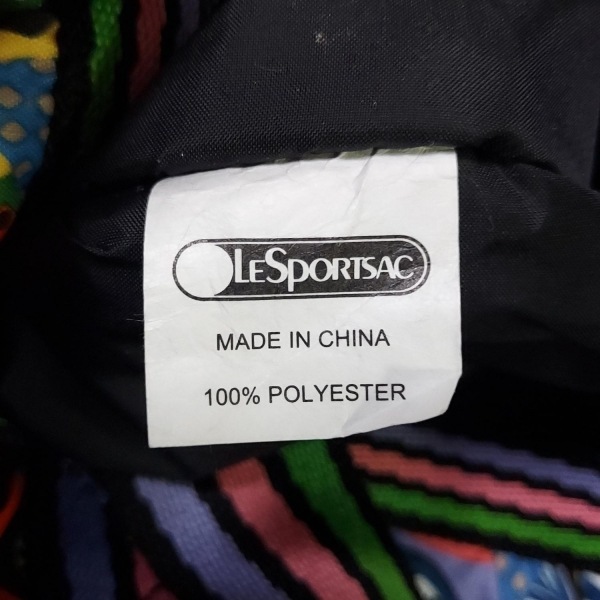 LESPORTSAC
MADE IN CHINA
100% POLYESTER